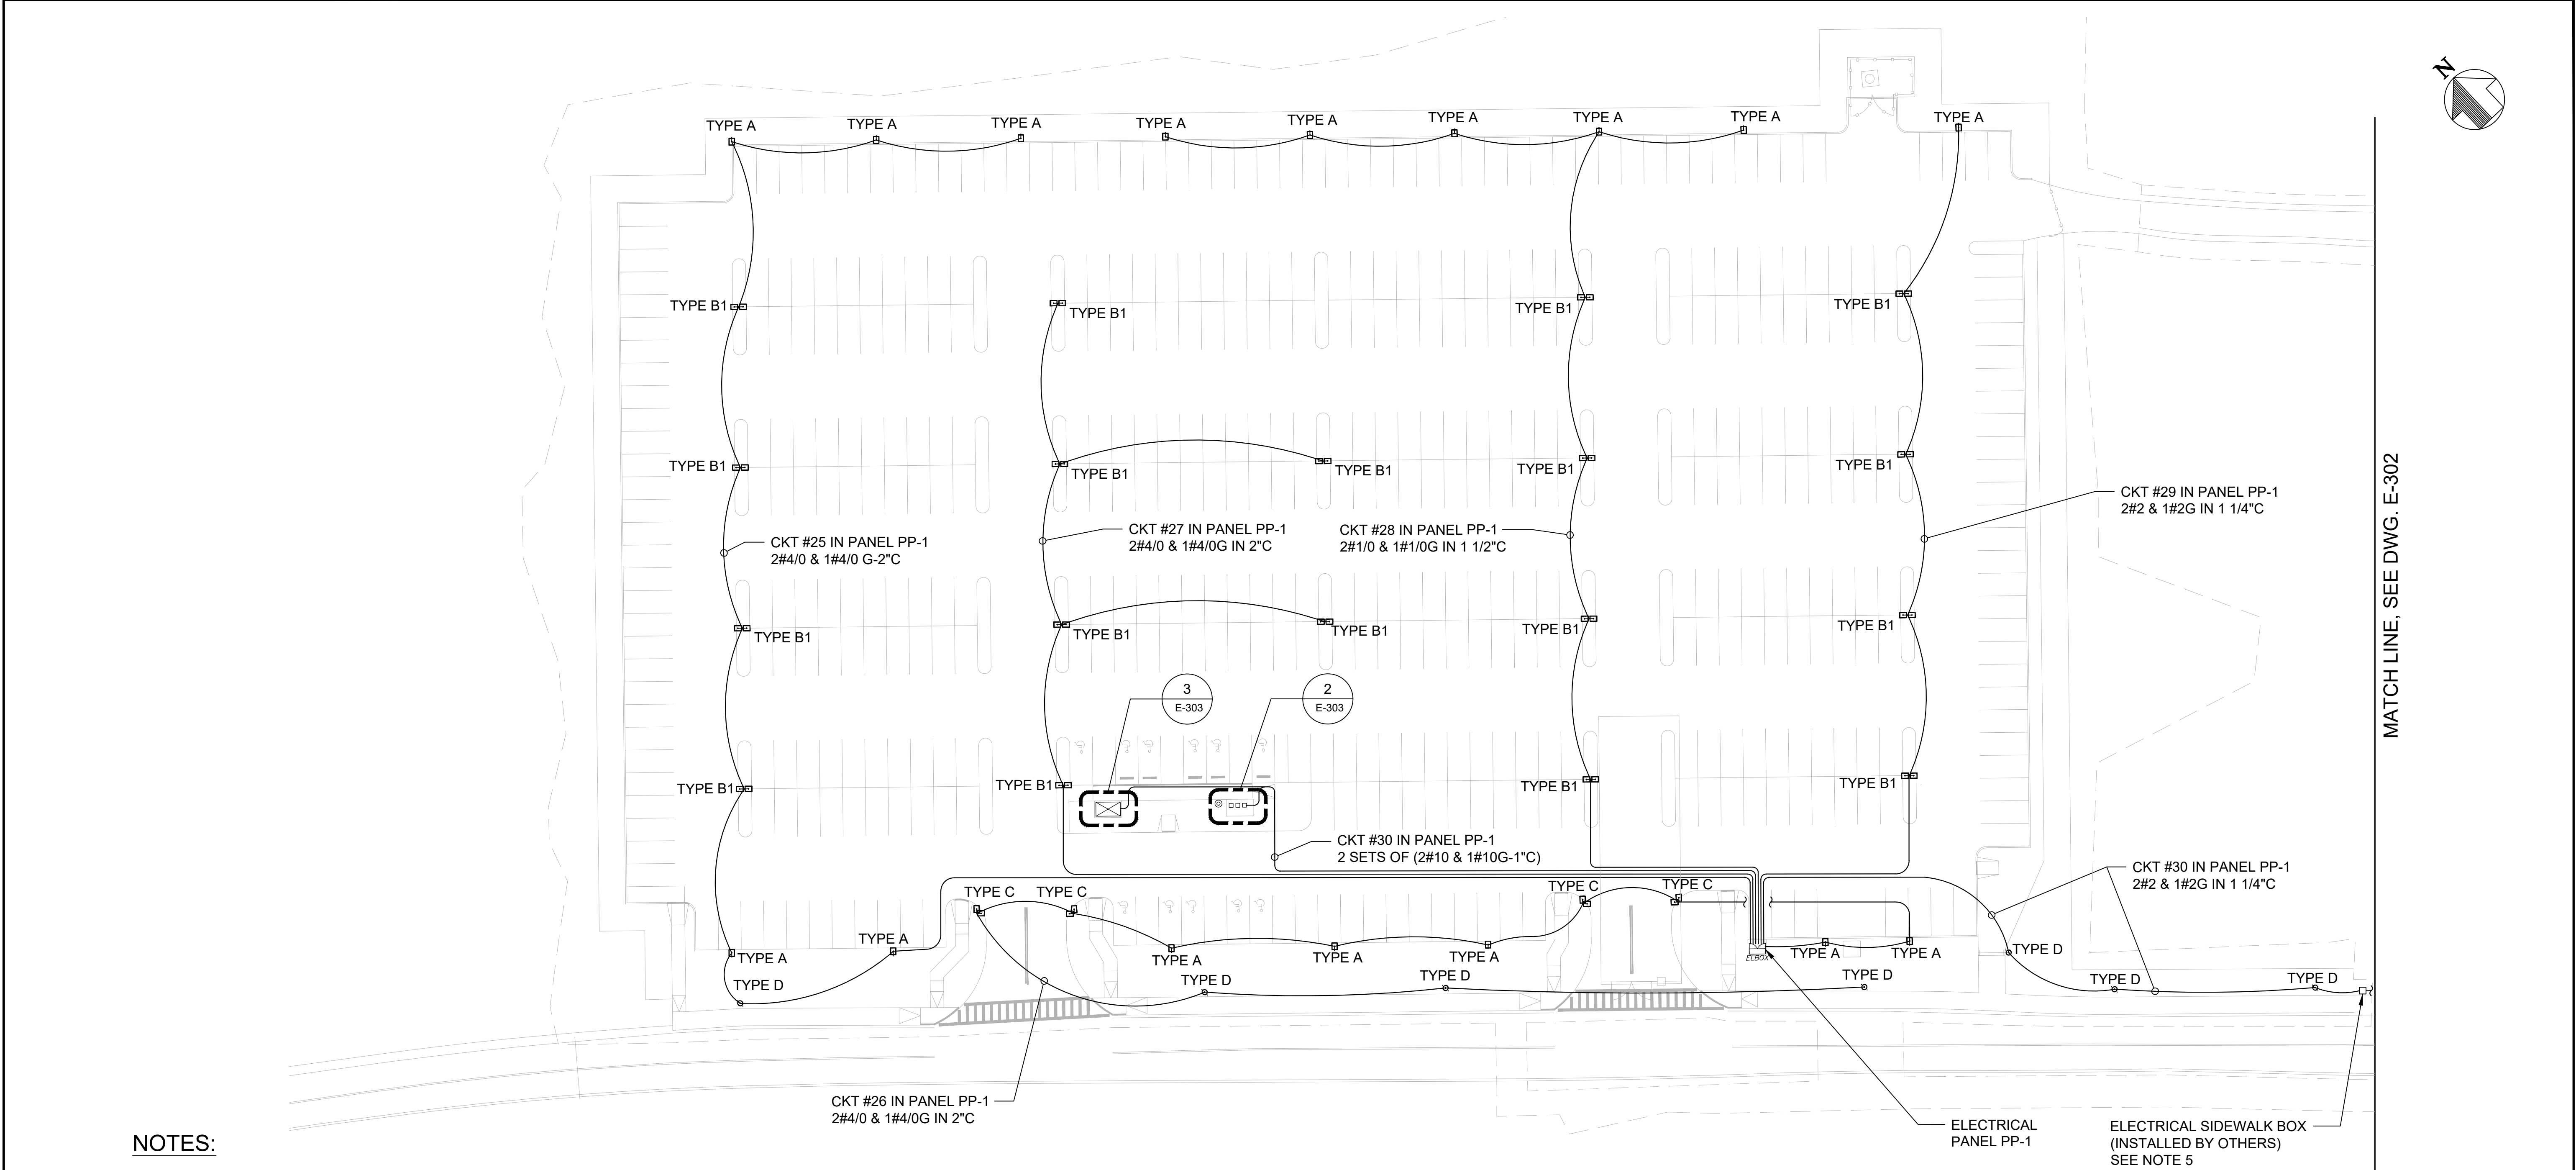 N
TYPE A
TYPE A
TYPE A
TYPE A
TYPE A
TYPE A
TYPE A
TYPE A
TYPE A
TYPE B1
TYPE B1
TYPE B1
TYPE B1
TYPE B1
TYPE B1
TYPE B1
TYPE B1
TYPE B1
MATCH LINE, SEE DWG. E-302
CKT #29 IN PANEL PP-1
2#2 & 1#2G IN 1 1/4"C
CKT #27 IN PANEL PP-1
2#4/0 & 1#4/0G IN 2"C
CKT #28 IN PANEL PP-1
2#1/0 & 1#1/0G IN 1 1/2"C
CKT #25 IN PANEL PP-1
2#4/0 & 1#4/0 G-2"C
TYPE B1
TYPE B1
TYPE B1
TYPE B1
TYPE B1
3
E-303
2
E-303
TYPE B1
TYPE B1
TYPE B1
TYPE B1
CKT #30 IN PANEL PP-1
2 SETS OF (2#10 & 1#10G-1"C)
CKT #30 IN PANEL PP-1
2#2 & 1#2G IN 1 1/4"C
TYPE C
TYPE C
TYPE C
TYPE C
TYPE A
TYPE A
TYPE A
TYPE A
TYPE A
ELBOX
TYPE A
TYPE A
TYPE D
TYPE D
TYPE D
TYPE D
TYPE D
TYPE D
TYPE D
CKT #26 IN PANEL PP-1
2#4/0 & 1#4/0G IN 2"C
ELECTRICAL
PANEL PP-1
ELECTRICAL SIDEWALK BOX
(INSTALLED BY OTHERS)
SEE NOTE 5
NOTES: